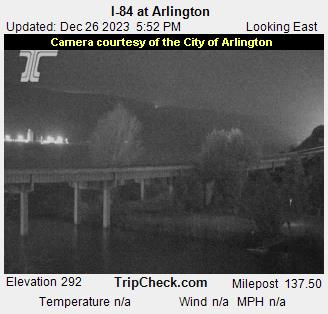 I-84 at Arlington
Updated: Dec 26 2023 5:52 PM Looking East
Camera courtesy of the City of Arlington
Elevation 292 TripCheck.com Milepost 137.50
Temperature n/a Wind n/a MPH n/a